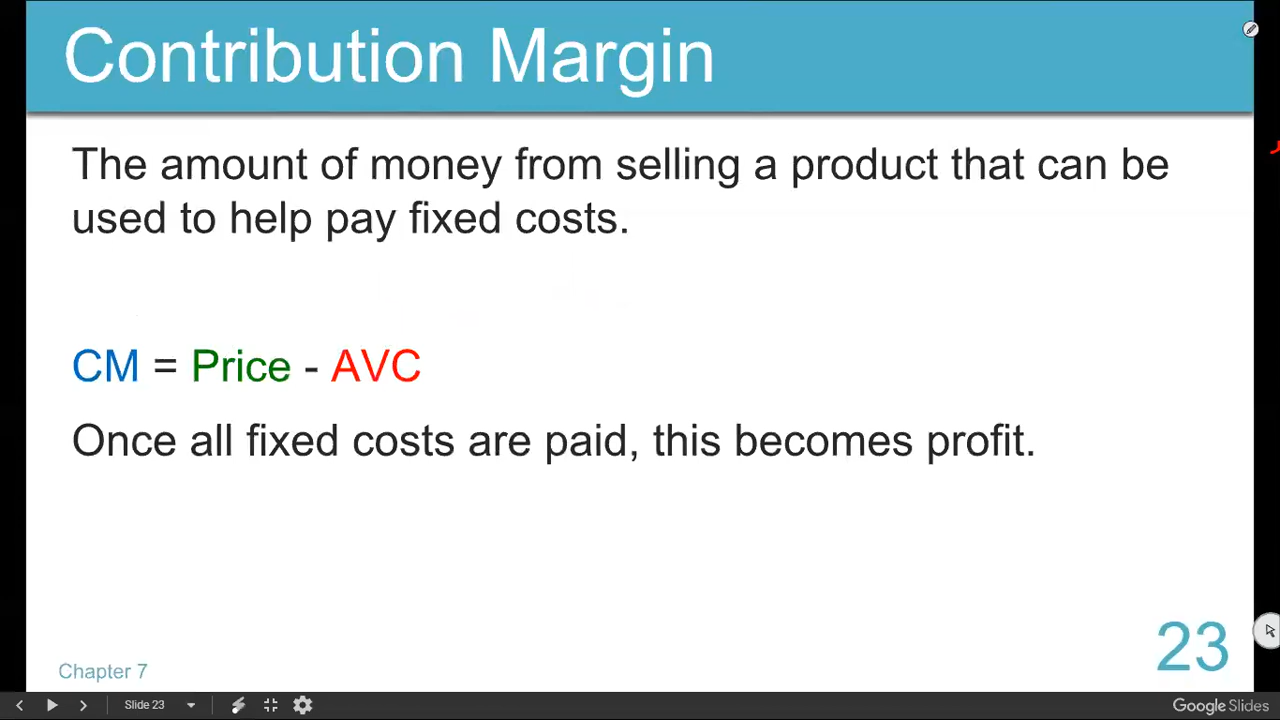 Contribution Margin
The amount of money from selling a product that can be
used to help pay fixed costs.
CM = Price - AVC
Once all fixed costs are paid, this becomes profit.
23
Chapter 7
Slide 23
Google Slides